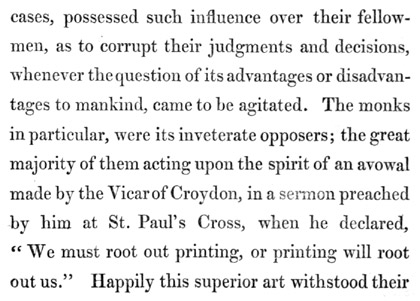 cases, possessed such influence over their fellow-
men, as to corrupt their judgments and decisions,
whenever the question of its advantages or disadvan-
tages to mankind, came to be agitated. The monks
in particular, were its inveterate opposers; the great
majority of them acting upon the spirit of an avowal
made by the Vicar of Croydon, in a sermon preached
by him at St. Paul's Cross, when he declared,
“ We must root out printing, or printing will root
out us.” Happily this superior art withstood their